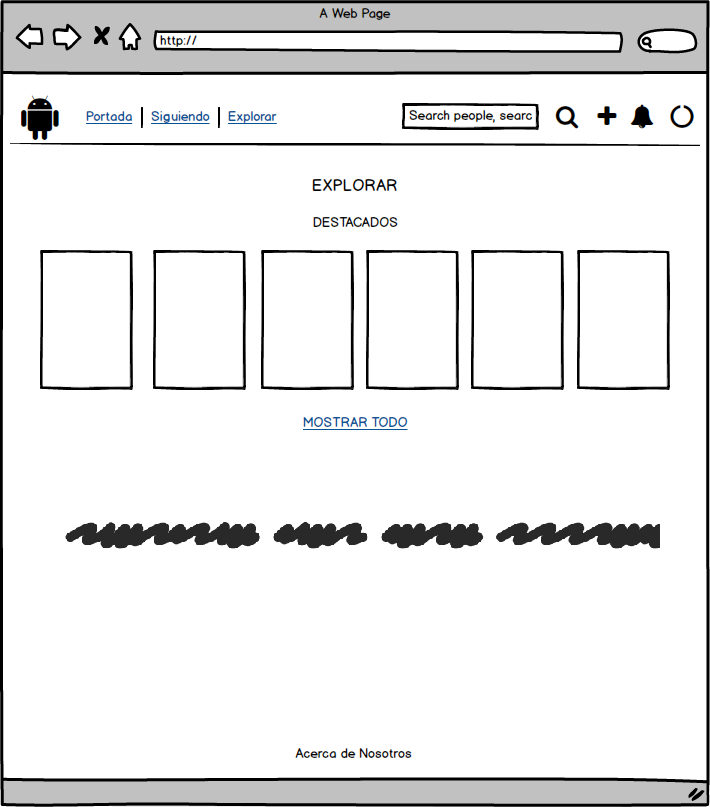 A Web Page
http://
Portada Siguiendo Explorar Search people, searc
EXPLORAR
DESTACADOS
MOSTRAR TODO
Acerca de Nosotros